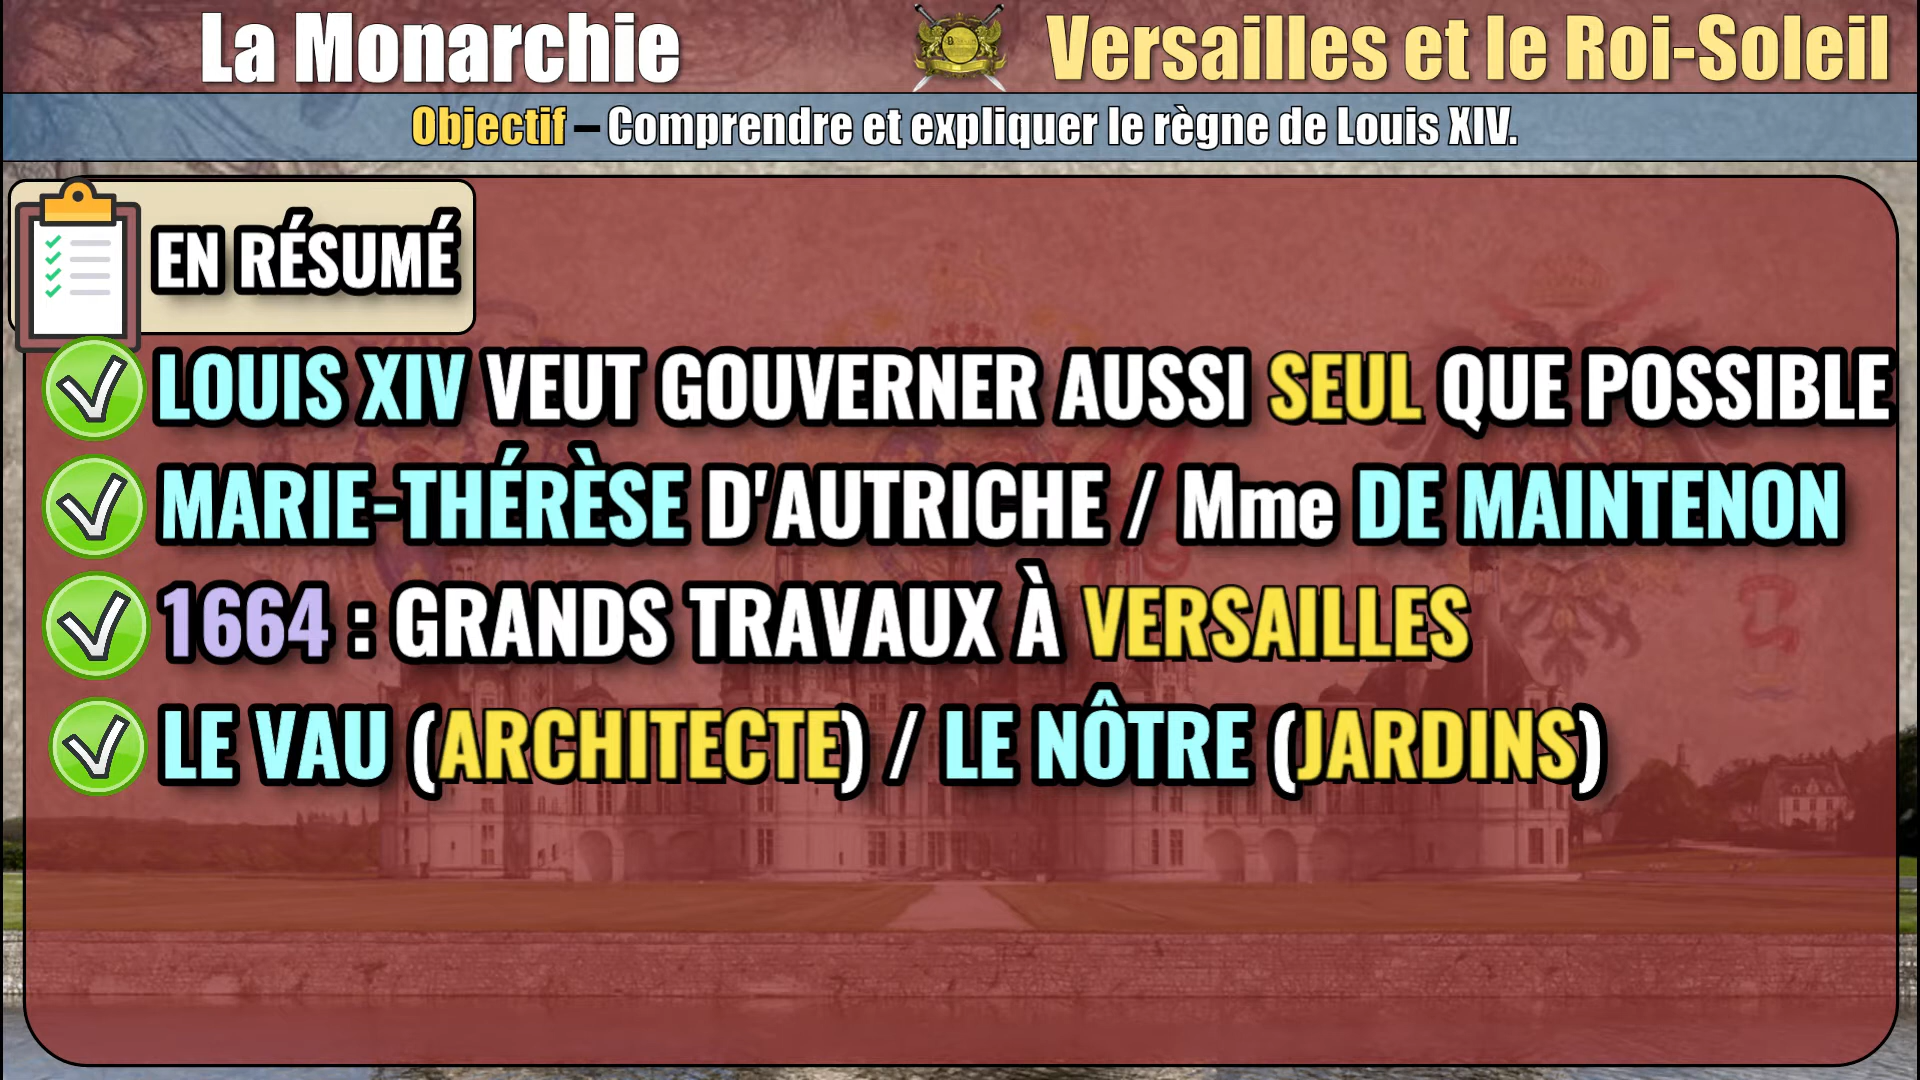 La Monarchie
Versailles et le Roi-Soleil
Objectif – Comprendre et expliquer le règne de Louis XIV.
EN RÉSUMÉ
LOUIS XIV VEUT GOUVERNER AUSSI SEUL QUE POSSIBLE
MARIE-THÉRÈSE D'AUTRICHE / Mme DE MAINTENON
1664 : GRANDS TRAVAUX À VERSAILLES
LE VAU (ARCHITECTE) / LE NÔTRE (JARDINS)